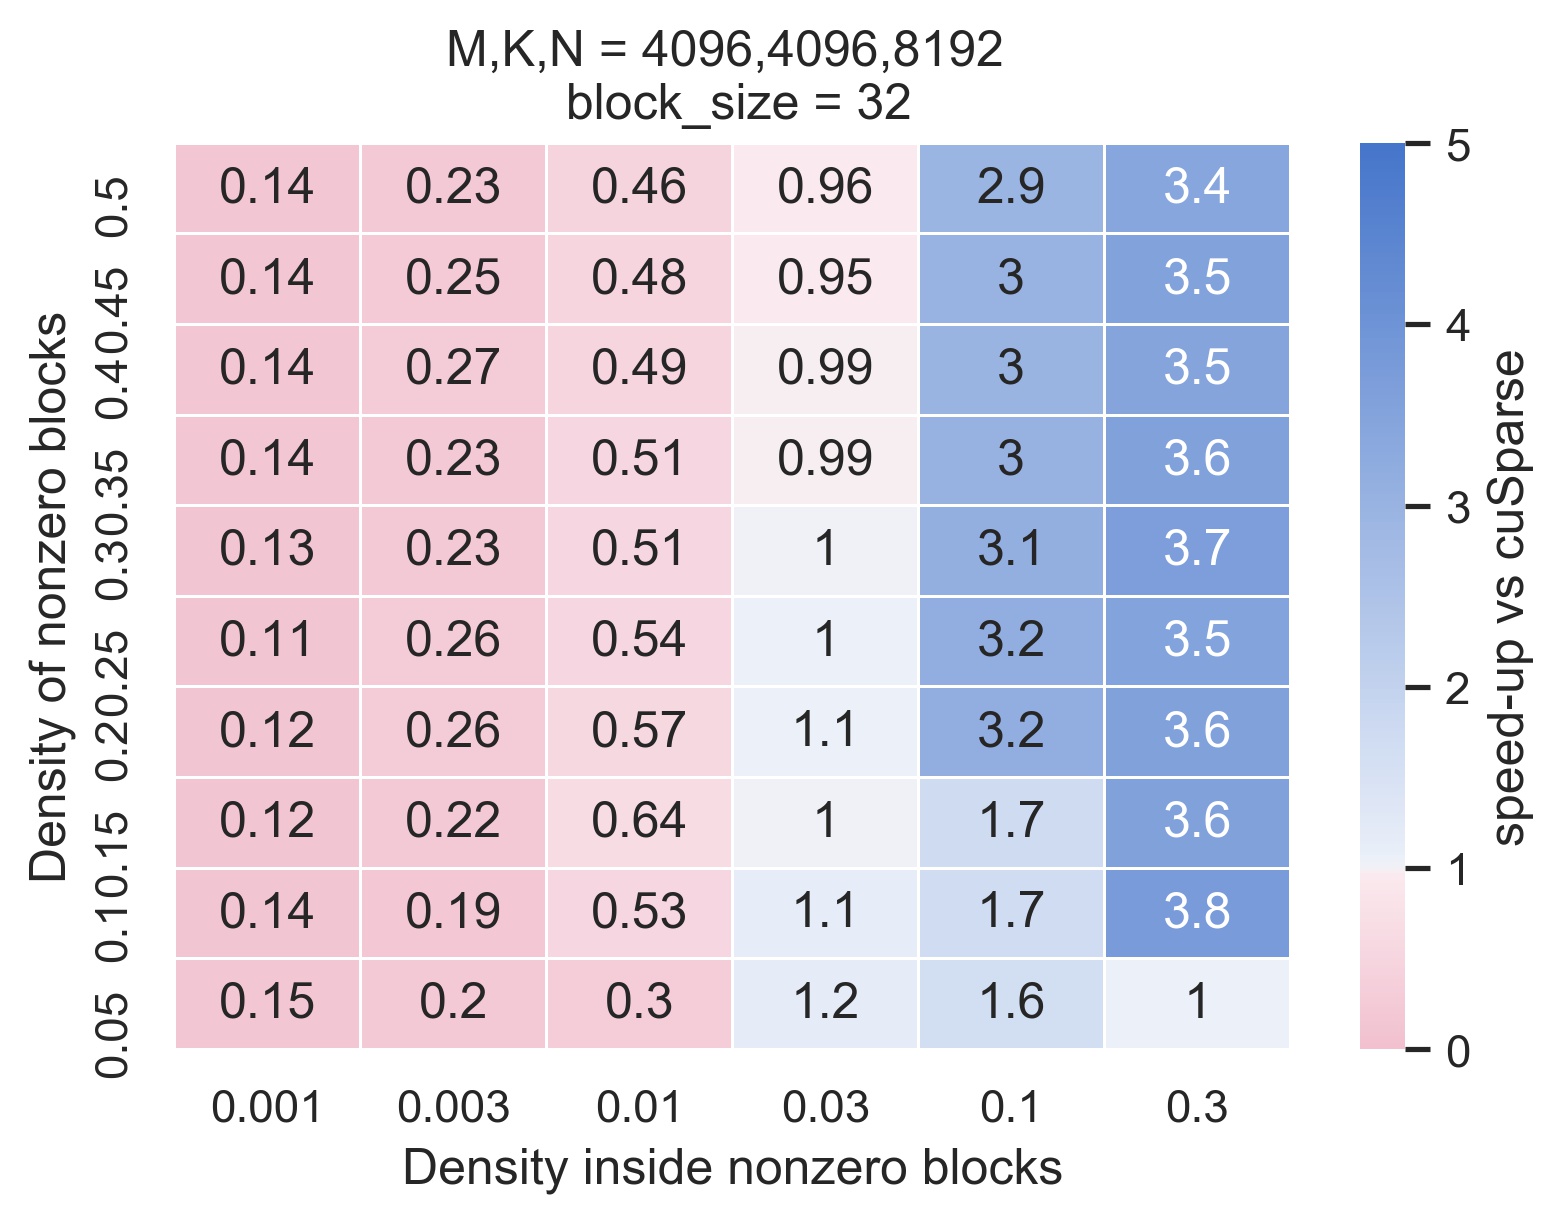 M,K,N = 4096,4096,8192
block_size = 32
Density of nonzero blocks
0.5 0.14 0.23 0.46 0.96 2.9 3.4
0.45 0.14 0.25 0.48 0.95 3 3.5
0.4 0.14 0.27 0.49 0.99 3 3.5
0.35 0.14 0.23 0.51 0.99 3 3.6
0.3 0.13 0.23 0.51 1 3.1 3.7
0.25 0.11 0.26 0.54 1 3.2 3.5
0.2 0.12 0.26 0.57 1.1 3.2 3.6
0.15 0.12 0.22 0.64 1 1.7 3.6
0.1 0.14 0.19 0.53 1.1 1.7 3.8
0.05 0.15 0.2 0.3 1.2 1.6 1
0.001 0.003 0.01 0.03 0.1 0.3
Density inside nonzero blocks
5
4
3
2
1
0
speed-up vs cuSparse